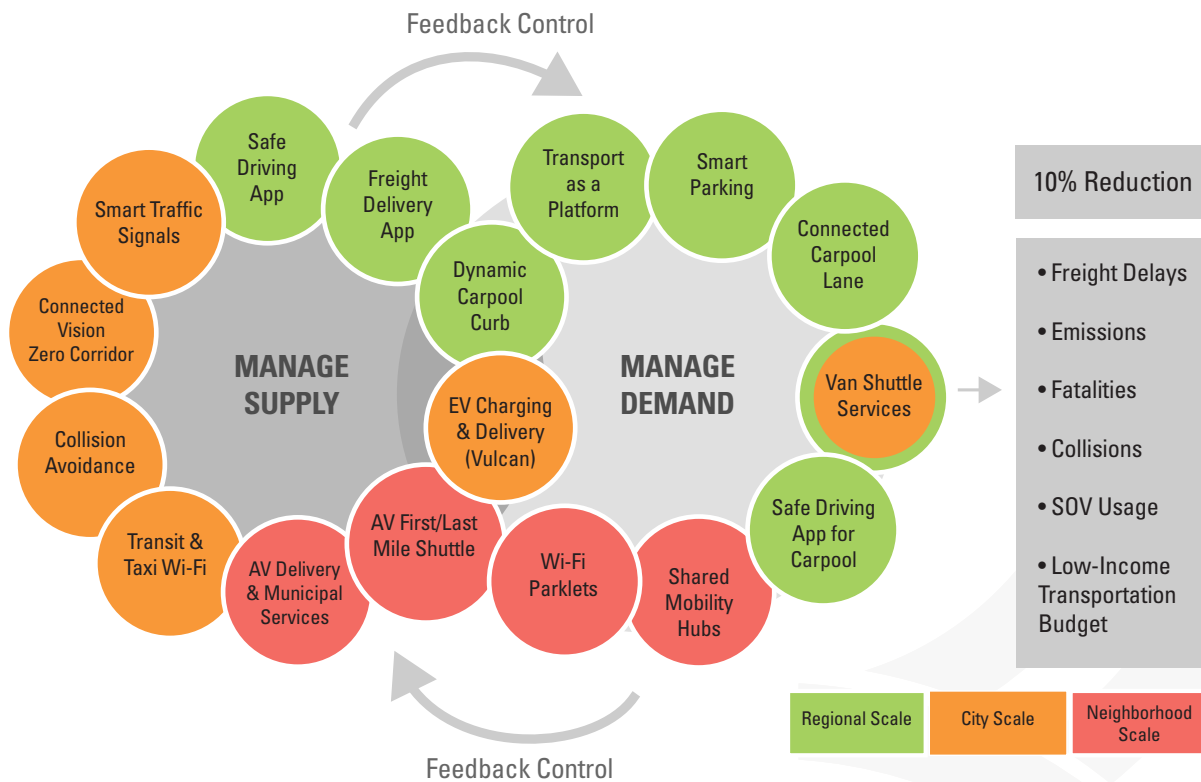 Feedback Control
Safe
Driving
App
Freight
Delivery
App
Transport
as a
Platform
Smart
Parking
Smart Traffic
Signals
Connected
Carpool
Lane
Dynamic
Carpool
Curb
Connected
Vision
Zero Corridor
MANAGE
SUPPLY
MANAGE
DEMAND
Van Shuttle
Services
EV Charging
& Delivery
(Vulcan)
Collision
Avoidance
Safe Driving
App for
Carpool
Transit &
Taxi Wi-Fi
AV Delivery
& Municipal
Services
AV First/Last
Mile Shuttle
Wi-Fi
Parklets
Shared
Mobility
Hubs
Feedback Control
10% Reduction
• Freight Delays
• Emissions
• Fatalities
• Collisions
• SOV Usage
• Low-Income
Transportation
Budget
Regional Scale
City Scale
Neighborhood
Scale